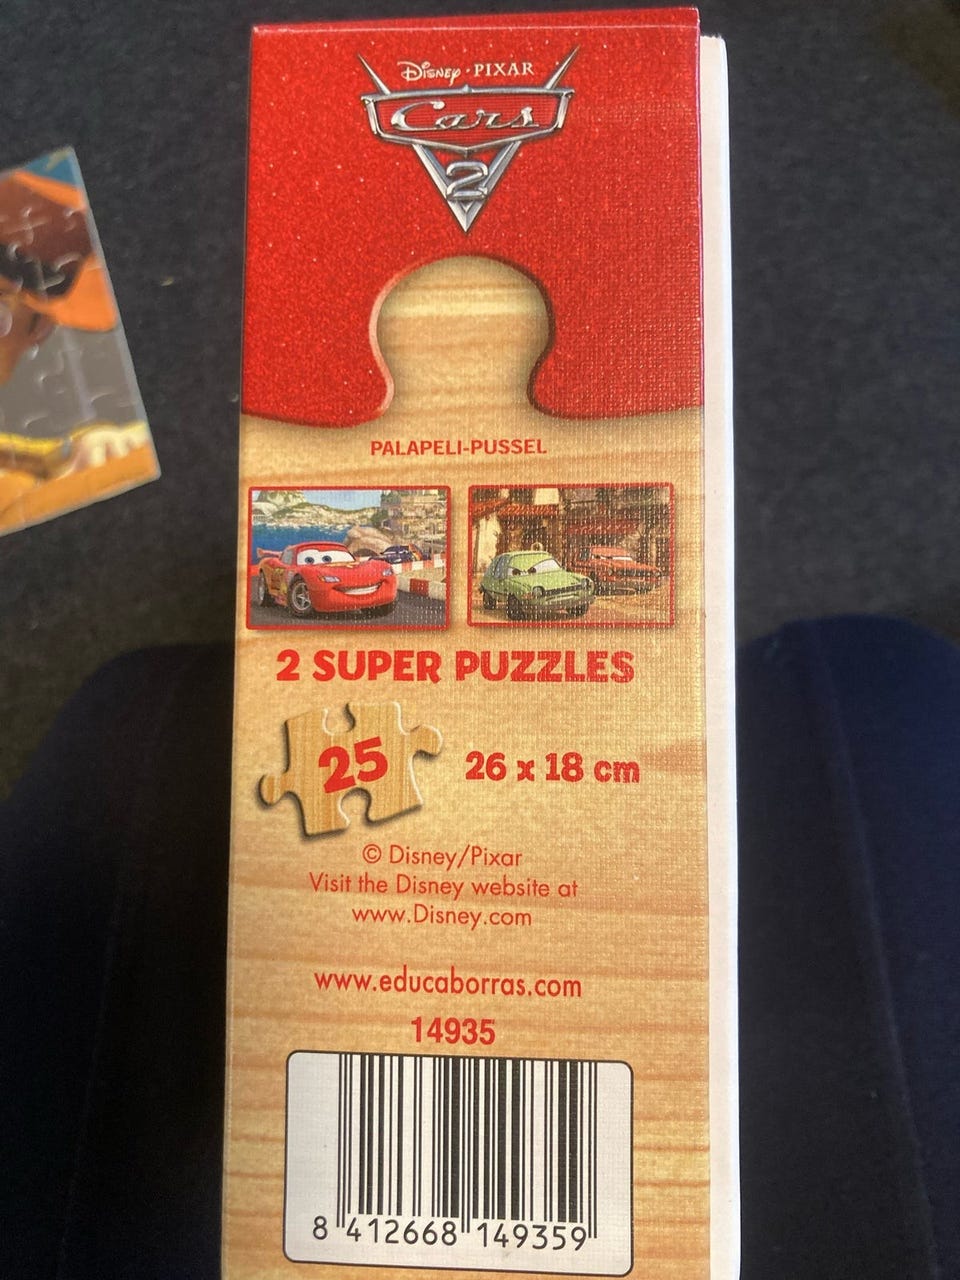 Disney · PIXAR
Cars
2
PALAPELI-PUSSEL
2 SUPER PUZZLES
25
26 x 18 cm
© Disney/Pixar
Visit the Disney website at
www.Disney.com
www.educaborras.com
14935
8 412668 149359